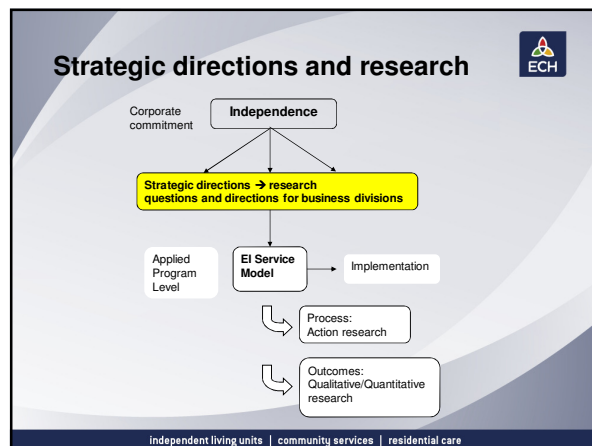 Strategic directions and research
ECH
Corporate
commitment
Independence
Strategic directions → research
questions and directions for business divisions
Applied
Program
Level
EI Service
Model
Implementation
Process:
Action research
Outcomes:
Qualitative/Quantitative
research
independent living units | community services | residential care